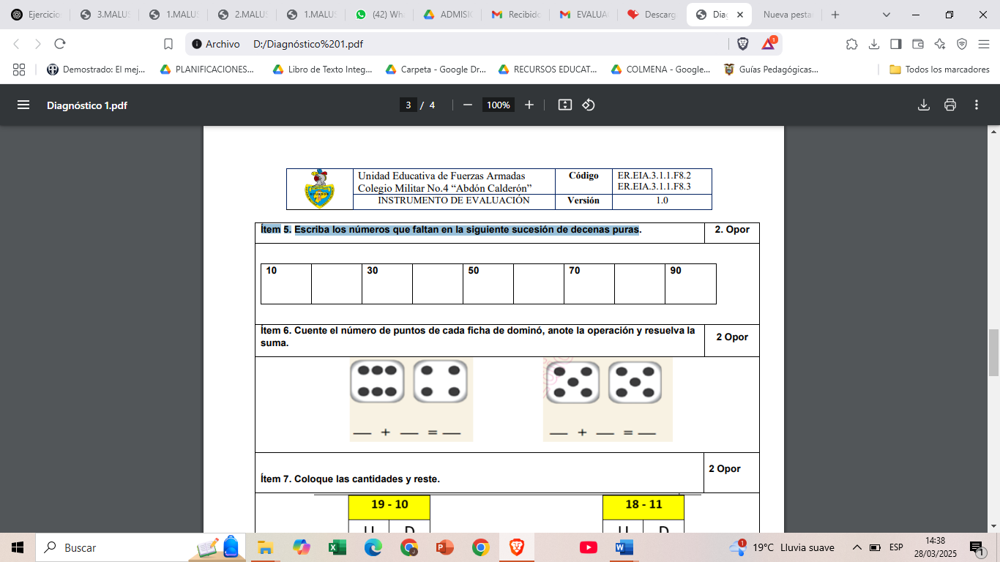 Ejercicio
3.MALUS
1.MALUS
2.MALUS
1.MALUS
(42) Wha
ADMISIO
Recibido
EVALUA
Descarg
Diag
Nueva pestañ
Archivo D:/Diagnóstico%201.pdf
1
Demostrado: El mej...
PLANIFICACIONES...
Libro de Texto Integ...
Carpeta - Google Dr...
RECURSOS EDUCAT...
COLMENA - Google...
Guías Pedagógicas...
Todos los marcadores
Diagnóstico 1.pdf
3 / 4
100%
Unidad Educativa de Fuerzas Armadas
Colegio Militar No.4 “Abdón Calderón”
INSTRUMENTO DE EVALUACIÓN
Código
ER.EIA.3.1.1.F8.2
ER.EIA.3.1.1.F8.3
Versión
1.0
Ítem 5. Escriba los números que faltan en la siguiente sucesión de decenas puras.
2. Opor
10 30 50 70 90
Ítem 6. Cuente el número de puntos de cada ficha de dominó, anote la operación y resuelva la
suma.
2 Opor
__ + __ = __
__ + __ = __
Ítem 7. Coloque las cantidades y reste.
2 Opor
19 - 10
18 - 11
U D
U D
Buscar
1
19°C Lluvia suave
ESP
14:38
28/03/2025
1